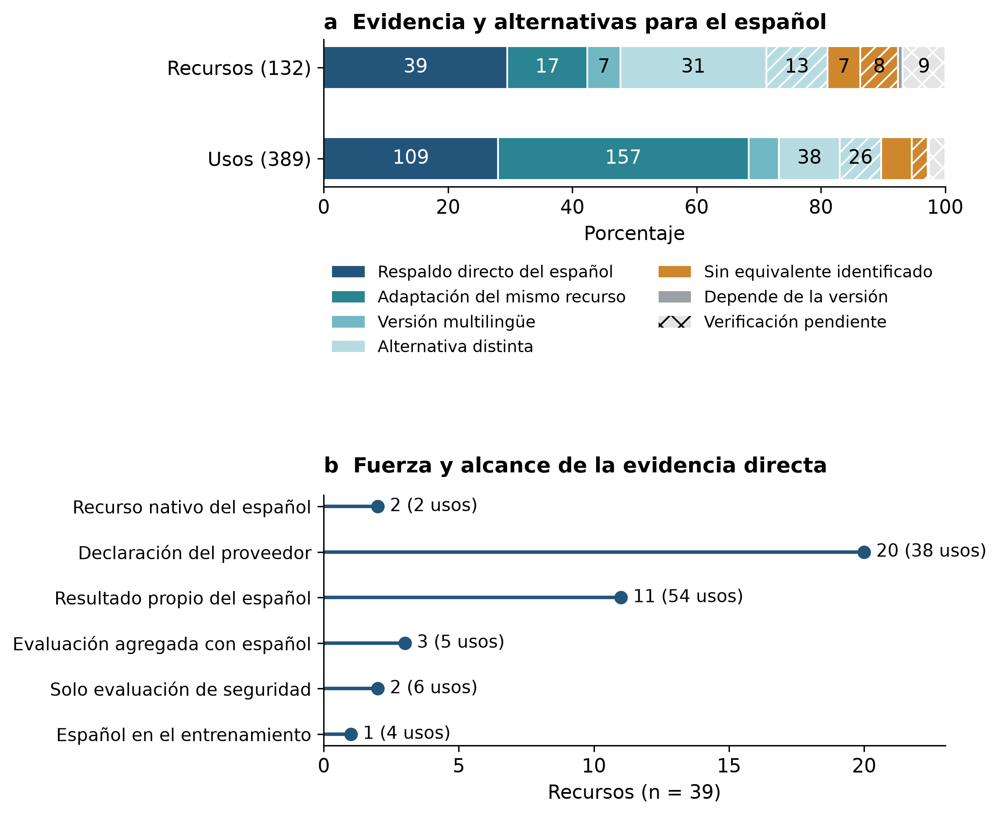 a Evidencia y alternativas para el español
Recursos (132)
39 17 7 31 13 7 8 9
Usos (389)
109 157 38 26
0 20 40 60 80 100
Porcentaje
Respaldo directo del español
Adaptación del mismo recurso
Versión multilingüe
Alternativa distinta
Sin equivalente identificado
Depende de la versión
Verificación pendiente
b Fuerza y alcance de la evidencia directa
Recurso nativo del español 2 (2 usos)
Declaración del proveedor 20 (38 usos)
Resultado propio del español 11 (54 usos)
Evaluación agregada con español 3 (5 usos)
Solo evaluación de seguridad 2 (6 usos)
Español en el entrenamiento 1 (4 usos)
0 5 10 15 20
Recursos (n = 39)